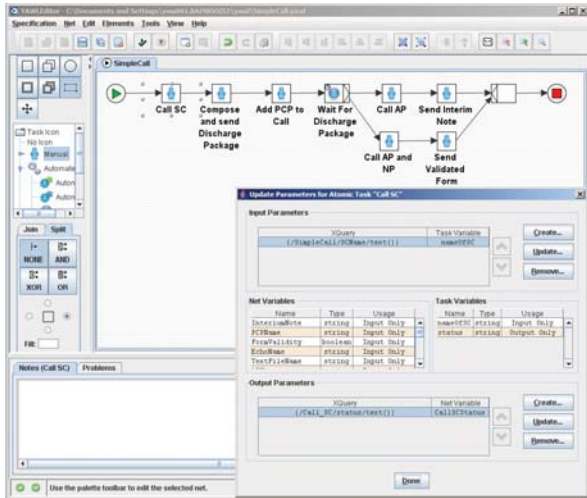 Specification Net Edit Elements Tools View Help
SimpleCall
Call SC
Compose
and send
Discharge
Package
Add PCP to
Call
Wait For
Discharge
Package
Call AP
Send Interim
Note
Call AP and
NP
Send
Validated
Form
Task Icon
No Icon
Manual
Automate
Auton
Auton
Join Split
NONE AND
XOR OR
Fill:
Notes (Call SC) Problems
Use the palette toolbar to edit the selected net.
Update Parameters for Atomic Task "Call SC"
Input Parameters
XQuery Task Variable
{/SimpleCall/SCName/text()} nameOfSC
Create...
Update...
Remove...
Net Variables
Name Type Usage
InteriumNote string Input Only
PCPName string Input Only
FormValidity boolean Input Only
EchoName string Input Only
TextFileName string Input Only
Task Variables
Name Type Usage
nameOfSC string Input Only
status string Output Only
Output Parameters
XQuery Net Variable
{/Call_SC/status/text()} CallSCStatus
Create...
Update...
Remove...
Done